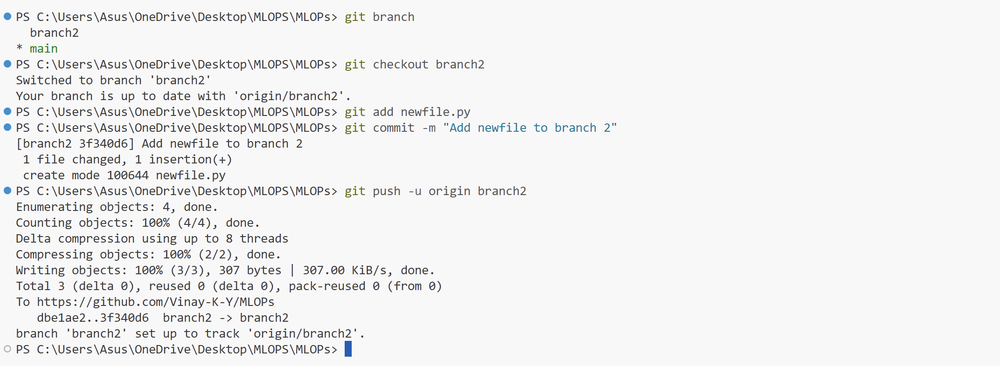 PS C:\Users\Asus\OneDrive\Desktop\MLOPS\MLOPs> git branch
  branch2
* main
PS C:\Users\Asus\OneDrive\Desktop\MLOPS\MLOPs> git checkout branch2
Switched to branch 'branch2'
Your branch is up to date with 'origin/branch2'.
PS C:\Users\Asus\OneDrive\Desktop\MLOPS\MLOPs> git add newfile.py
PS C:\Users\Asus\OneDrive\Desktop\MLOPS\MLOPs> git commit -m "Add newfile to branch 2"
[branch2 3f340d6] Add newfile to branch 2
 1 file changed, 1 insertion(+)
 create mode 100644 newfile.py
PS C:\Users\Asus\OneDrive\Desktop\MLOPS\MLOPs> git push -u origin branch2
Enumerating objects: 4, done.
Counting objects: 100% (4/4), done.
Delta compression using up to 8 threads
Compressing objects: 100% (2/2), done.
Writing objects: 100% (3/3), 307 bytes | 307.00 KiB/s, done.
Total 3 (delta 0), reused 0 (delta 0), pack-reused 0 (from 0)
To https://github.com/Vinay-K-Y/MLOPs
   dbe1ae2..3f340d6  branch2 -> branch2
branch 'branch2' set up to track 'origin/branch2'.
PS C:\Users\Asus\OneDrive\Desktop\MLOPS\MLOPs>